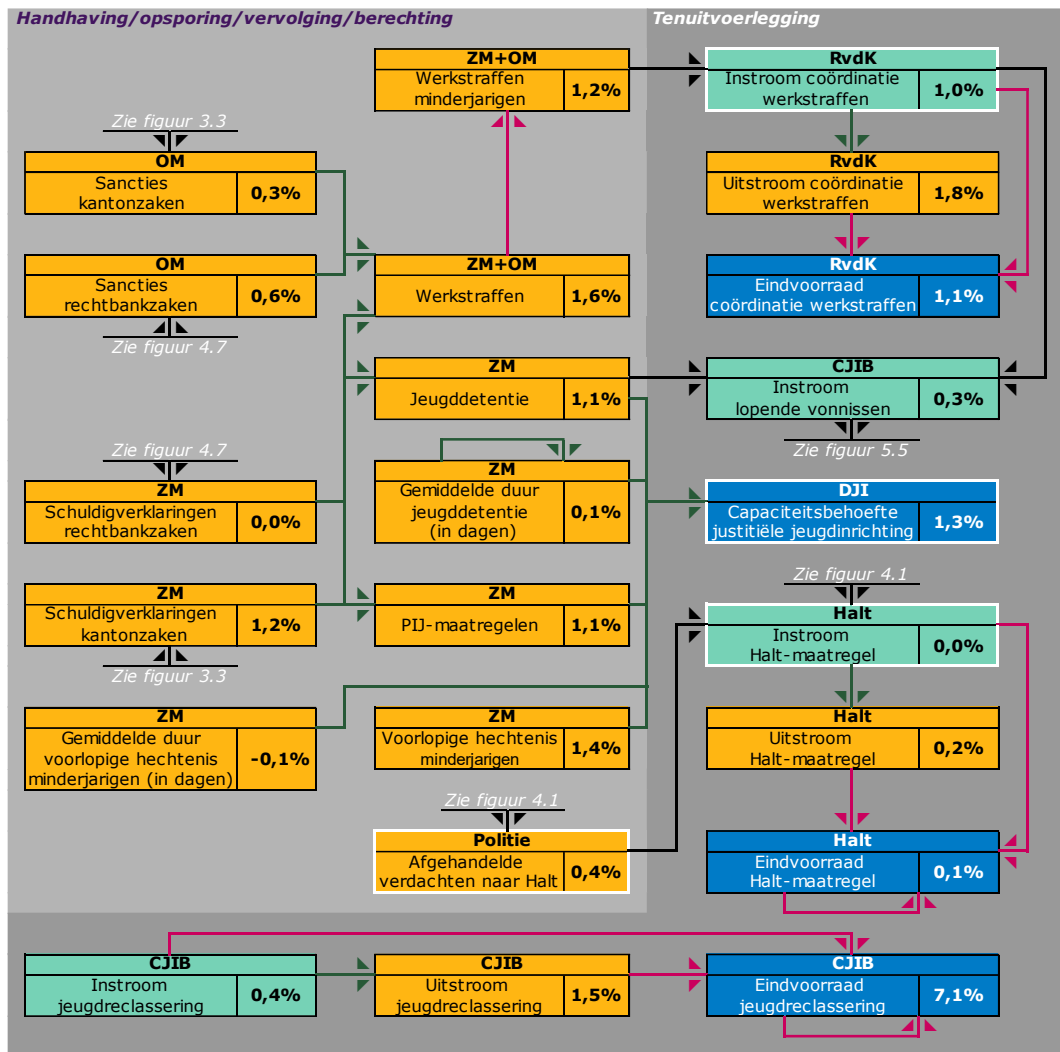 Handhaving/opsporing/vervolging/berechting
Tenuitvoerlegging
ZM+OM
Werkstraffen
minderjarigen
1,2%
RvdK
Instroom coördinatie
werkstraffen
1,0%
Zie figuur 3.3
OM
Sancties
kantonzaken
0,3%
RvdK
Uitstroom coördinatie
werkstraffen
1,8%
OM
Sancties
rechtbankzaken
0,6%
Zie figuur 4.7
ZM+OM
Werkstraffen
1,6%
RvdK
Eindvoorraad
coördinatie werkstraffen
1,1%
ZM
Jeugddetentie
1,1%
CJIB
Instroom
lopende vonnissen
0,3%
Zie figuur 5.5
Zie figuur 4.7
ZM
Schuldigverklaringen
rechtbankzaken
0,0%
ZM
Gemiddelde duur
jeugddetentie
(in dagen)
0,1%
DJI
Capaciteitsbehoefte
justitiële jeugdinrichting
1,3%
ZM
Schuldigverklaringen
kantonzaken
1,2%
Zie figuur 3.3
ZM
PIJ-maatregelen
1,1%
Zie figuur 4.1
Halt
Instroom
Halt-maatregel
0,0%
ZM
Gemiddelde duur
voorlopige hechtenis
minderjarigen (in dagen)
-0,1%
ZM
Voorlopige hechtenis
minderjarigen
1,4%
Halt
Uitstroom
Halt-maatregel
0,2%
Zie figuur 4.1
Politie
Afgehandelde
verdachten naar Halt
0,4%
Halt
Eindvoorraad
Halt-maatregel
0,1%
CJIB
Instroom
jeugdreclassering
0,4%
CJIB
Uitstroom
jeugdreclassering
1,5%
CJIB
Eindvoorraad
jeugdreclassering
7,1%